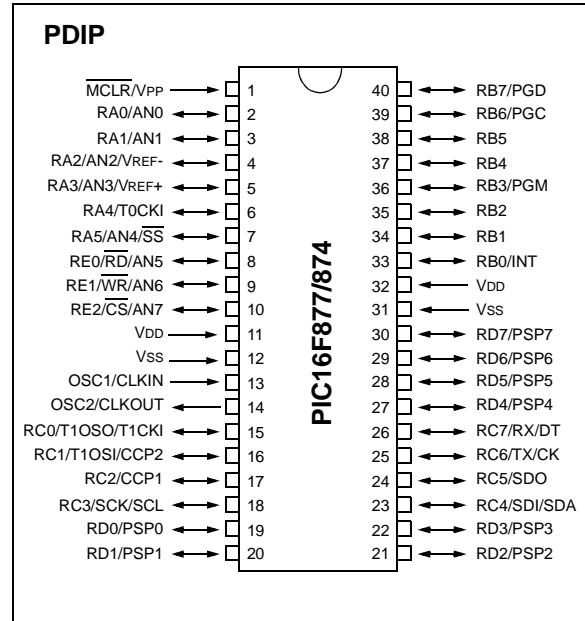 PDIP
MCLR/VPP 1 40 RB7/PGD
RA0/AN0 2 39 RB6/PGC
RA1/AN1 3 38 RB5
RA2/AN2/VREF- 4 37 RB4
RA3/AN3/VREF+ 5 36 RB3/PGM
RA4/T0CKI 6 35 RB2
RA5/AN4/SS 7 34 RB1
RE0/RD/AN5 8 33 RB0/INT
RE1/WR/AN6 9 32 VDD
RE2/CS/AN7 10 31 VSS
VDD 11 30 RD7/PSP7
VSS 12 29 RD6/PSP6
OSC1/CLKIN 13 28 RD5/PSP5
OSC2/CLKOUT 14 27 RD4/PSP4
RC0/T1OSO/T1CKI 15 26 RC7/RX/DT
RC1/T1OSI/CCP2 16 25 RC6/TX/CK
RC2/CCP1 17 24 RC5/SDO
RC3/SCK/SCL 18 23 RC4/SDI/SDA
RD0/PSP0 19 22 RD3/PSP3
RD1/PSP1 20 21 RD2/PSP2
PIC16F877/874